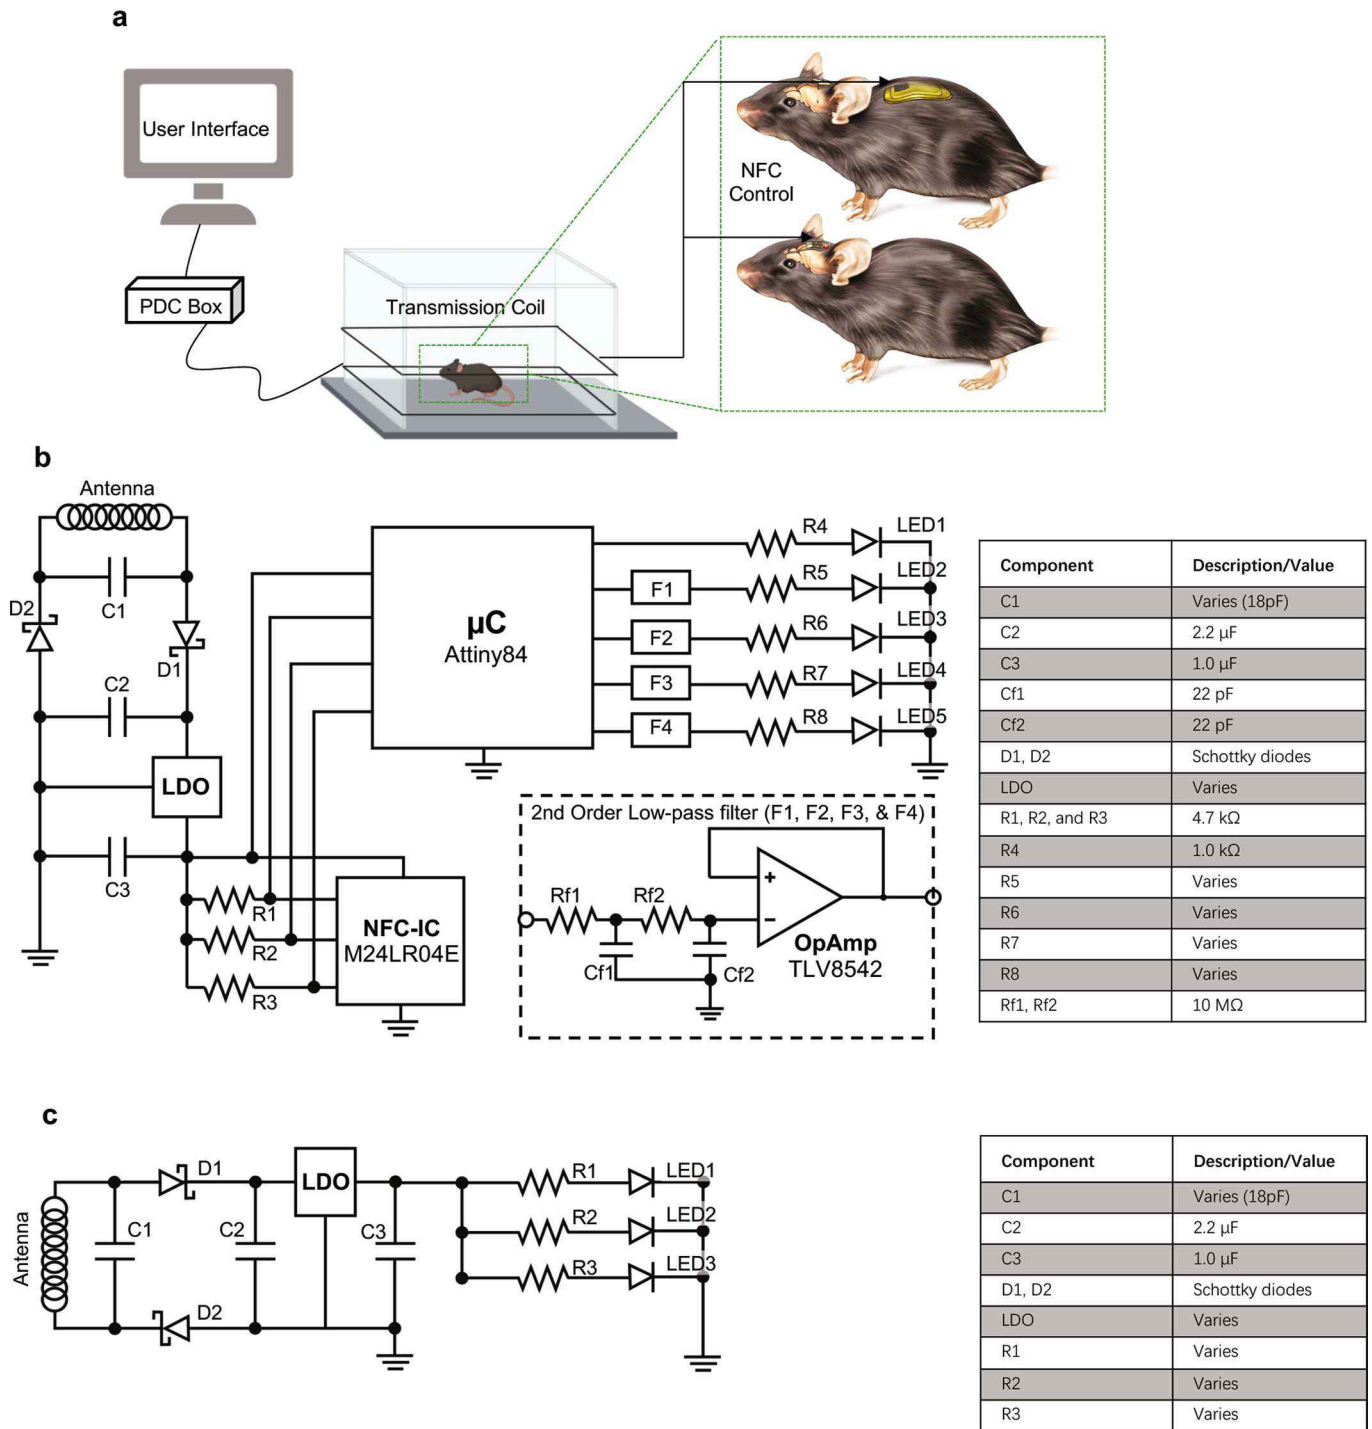 a
User Interface
PDC Box
Transmission Coil
NFC
Control
b
Antenna
C1
D2
D1
C2
LDO
C3
R1
R2
R3
NFC-IC
M24LR04E
µC
Attiny84
F1
F2
F3
F4
R4
R5
R6
R7
R8
LED1
LED2
LED3
LED4
LED5
2nd Order Low-pass filter (F1, F2, F3, & F4)
Rf1
Rf2
Cf1
Cf2
+
−
OpAmp
TLV8542
Component Description/Value
C1 Varies (18pF)
C2 2.2 µF
C3 1.0 µF
Cf1 22 pF
Cf2 22 pF
D1, D2 Schottky diodes
LDO Varies
R1, R2, and R3 4.7 kΩ
R4 1.0 kΩ
R5 Varies
R6 Varies
R7 Varies
R8 Varies
Rf1, Rf2 10 MΩ
c
Antenna
C1
D1
D2
C2
LDO
C3
R1
R2
R3
LED1
LED2
LED3
Component Description/Value
C1 Varies (18pF)
C2 2.2 µF
C3 1.0 µF
D1, D2 Schottky diodes
LDO Varies
R1 Varies
R2 Varies
R3 Varies